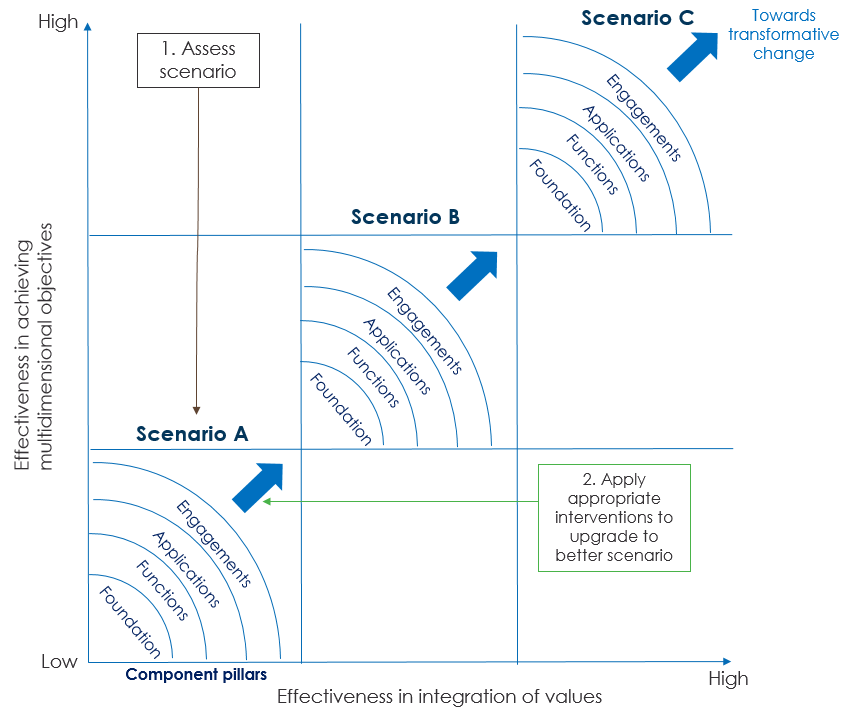 High
Scenario C
Towards
transformative
change
1. Assess
scenario
Engagements
Applications
Functions
Foundation
Scenario B
Engagements
Applications
Functions
Foundation
Effectiveness in achieving
multidimensional objectives
Scenario A
Engagements
Applications
Functions
Foundation
2. Apply
appropriate
interventions to
upgrade to
better scenario
Low
Component pillars
High
Effectiveness in integration of values